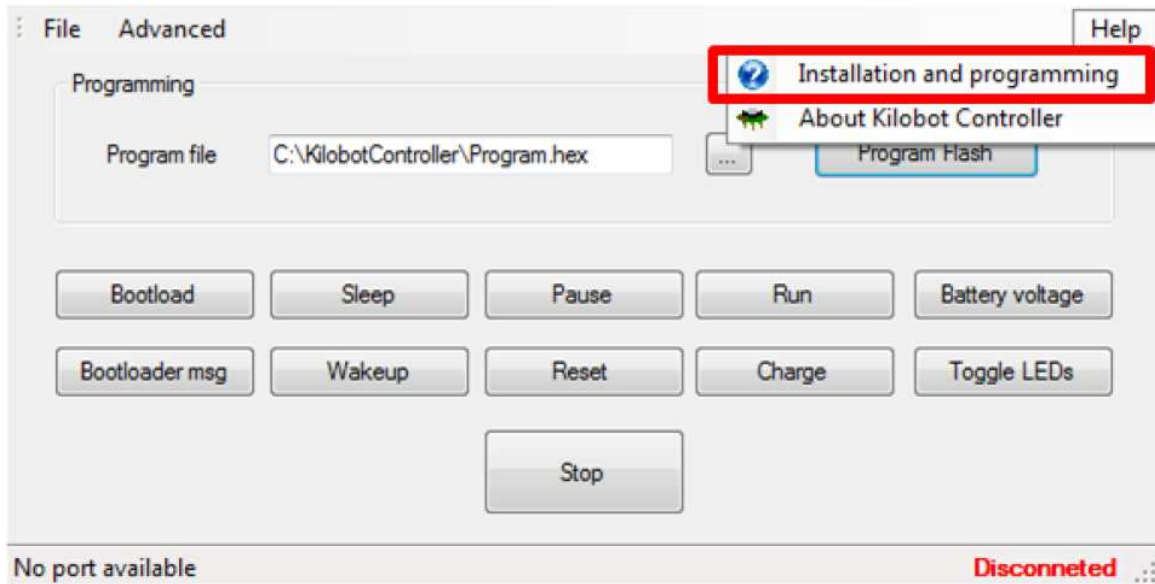 File Advanced Help
Installation and programming
About Kilobot Controller
Programming
Program file C:\KilobotController\Program.hex ... Program Flash
Bootload Sleep Pause Run Battery voltage
Bootloader msg Wakeup Reset Charge Toggle LEDs
Stop
No port available Disconneted